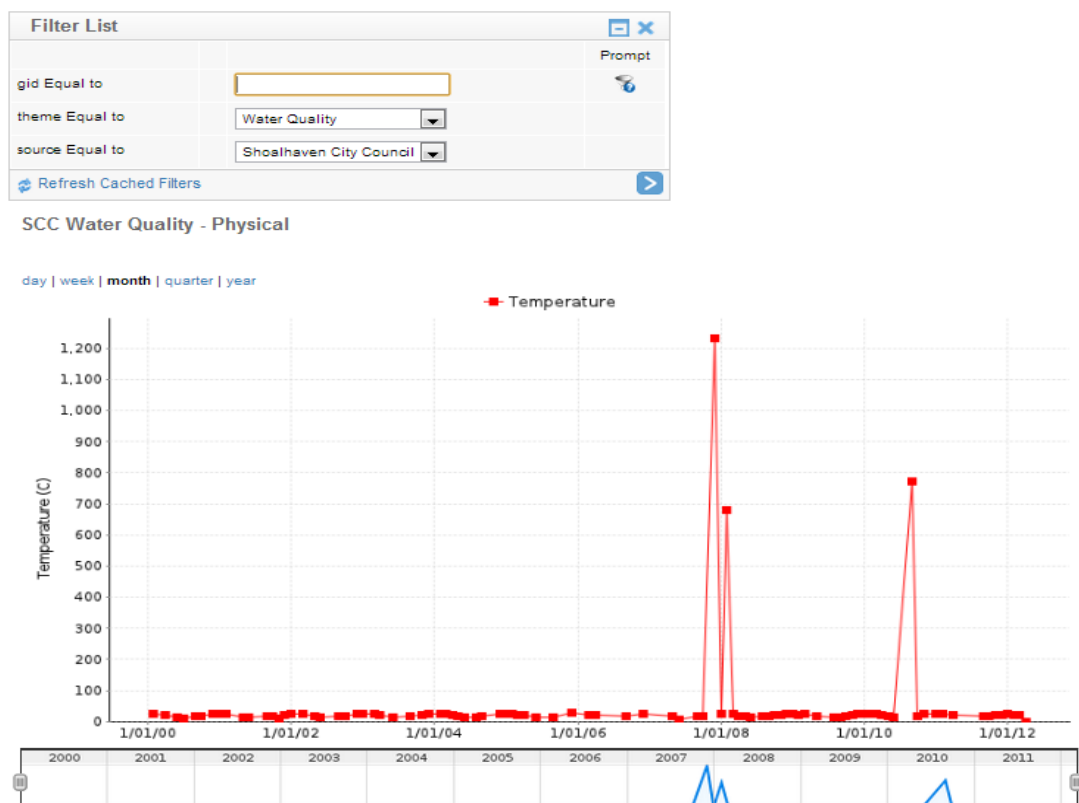 Filter List
Prompt
gid Equal to
theme Equal to Water Quality
source Equal to Shoalhaven City Council
Refresh Cached Filters
SCC Water Quality - Physical
day | week | month | quarter | year
Temperature
1,200
1,100
1,000
900
800
700
600
500
400
300
200
100
0
Temperature (C)
1/01/00 1/01/02 1/01/04 1/01/06 1/01/08 1/01/10 1/01/12
2000 2001 2002 2003 2004 2005 2006 2007 2008 2009 2010 2011